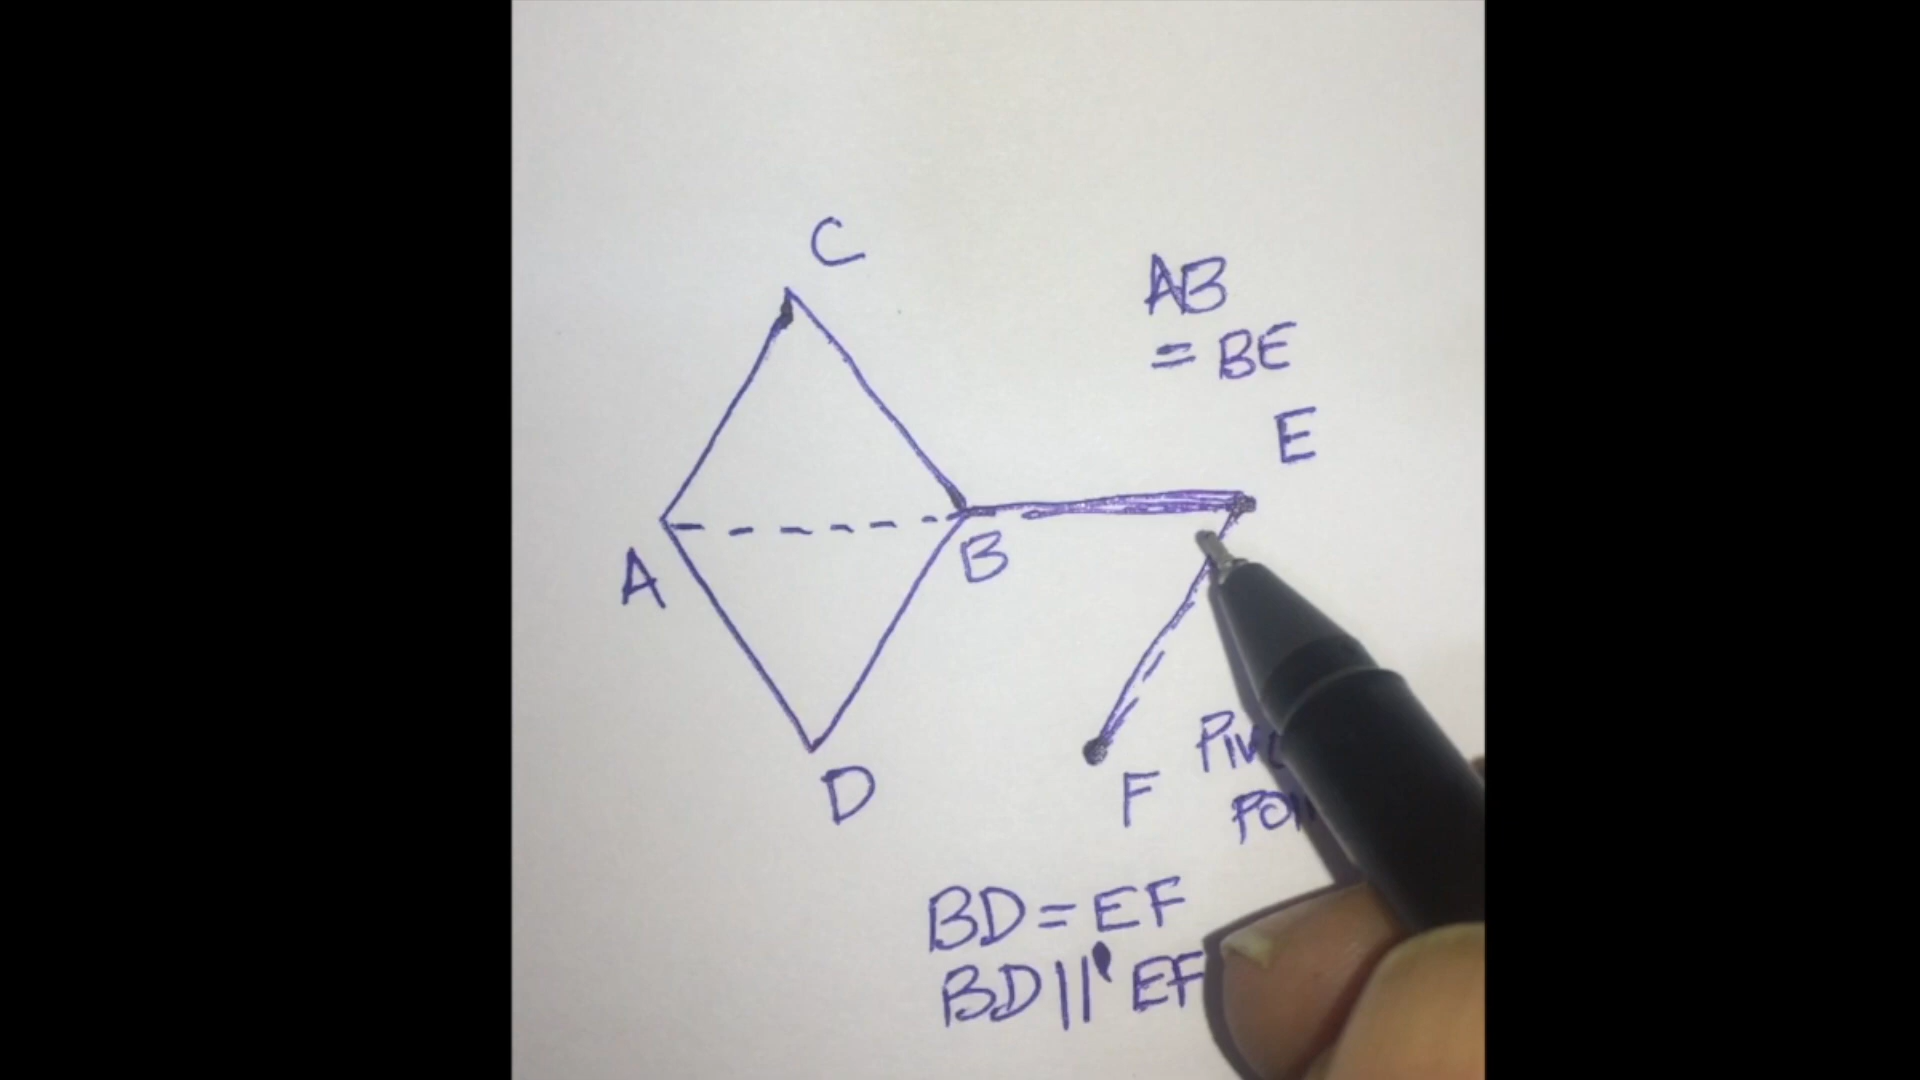 C
AB
= BE
E
A
B
D
F
BD = EF
BD || EF